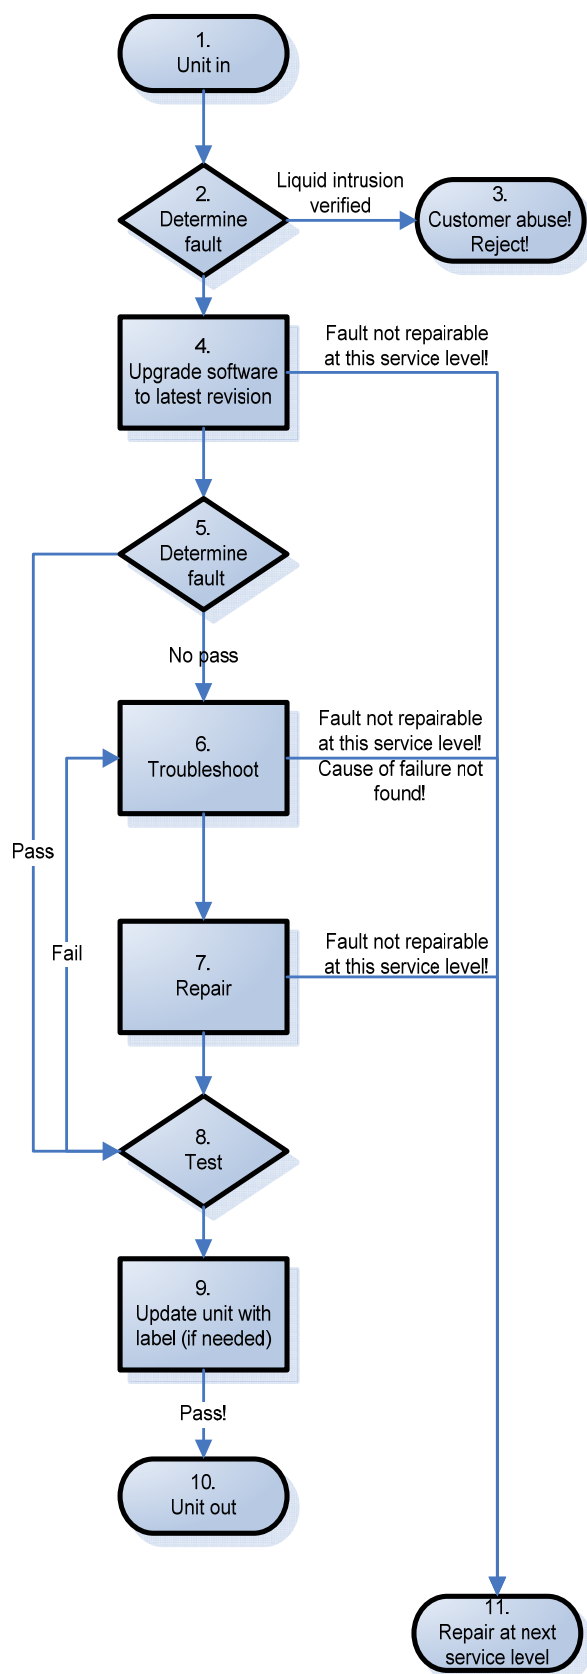 1.
Unit in
2.
Determine
fault
Liquid intrusion
verified
3.
Customer abuse!
Reject!
4.
Upgrade software
to latest revision
Fault not repairable
at this service level!
5.
Determine
fault
No pass
6.
Troubleshoot
Fault not repairable
at this service level!
Cause of failure not
found!
Pass
Fail
7.
Repair
Fault not repairable
at this service level!
8.
Test
9.
Update unit with
label (if needed)
Pass!
10.
Unit out
11.
Repair at next
service level